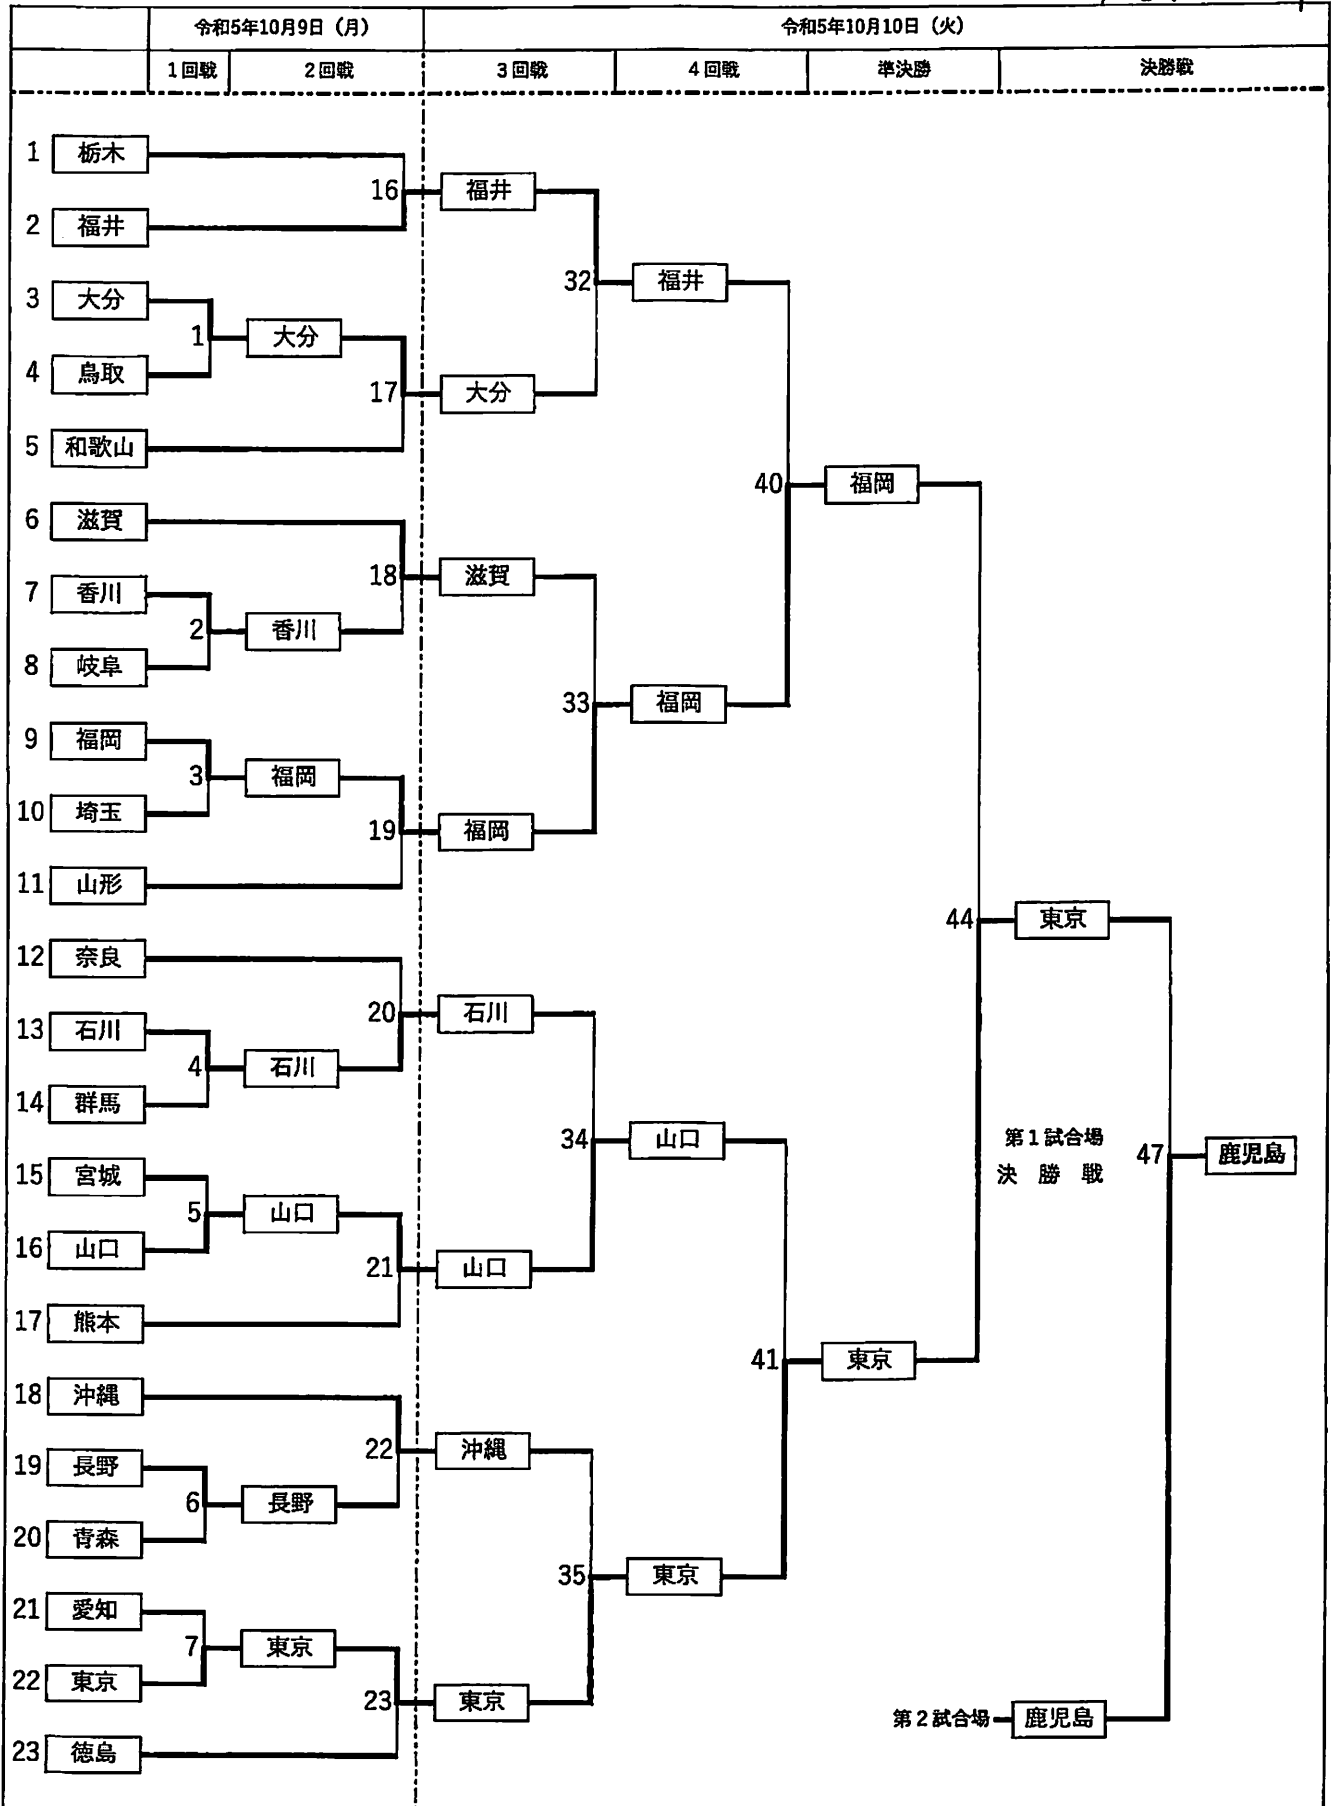 令和5年10月9日（月） 令和5年10月10日（火）
1回戦 2回戦 3回戦 4回戦 準決勝 決勝戦
1 栃木
16 福井
2 福井
32 福井
3 大分
1 大分
4 鳥取
17 大分
5 和歌山
40 福岡
6 滋賀
18 滋賀
7 香川
2 香川
8 岐阜
33 福岡
9 福岡
3 福岡
10 埼玉
19 福岡
11 山形
44 東京
12 奈良
20 石川
13 石川
4 石川
14 群馬
34 山口
第1試合場
47 鹿児島
決勝戦
15 宮城
5 山口
16 山口
21 山口
17 熊本
41 東京
18 沖縄
22 沖縄
19 長野
6 長野
20 青森
35 東京
21 愛知
7 東京
22 東京
23 東京
第2試合場 鹿児島
23 徳島